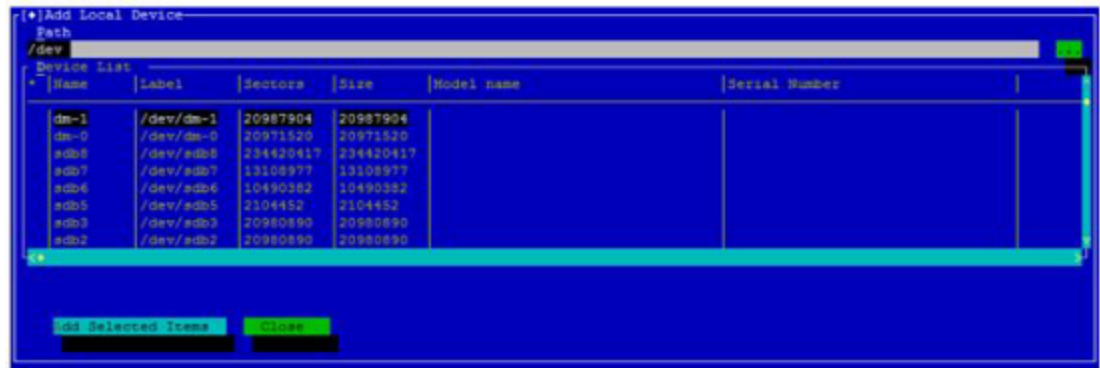 [♦]Add Local Device
Path
/dev ...
Device List
* Name Label Sectors Size Model name Serial Number
dm-1 /dev/dm-1 20987904 20987904
dm-0 /dev/dm-0 20971520 20971520
sdb8 /dev/sdb8 234420417 234420417
sdb7 /dev/sdb7 13108977 13108977
sdb6 /dev/sdb6 10490382 10490382
sdb5 /dev/sdb5 2104452 2104452
sdb3 /dev/sdb3 20980890 20980890
sdb2 /dev/sdb2 20980890 20980890
Add Selected Items Close